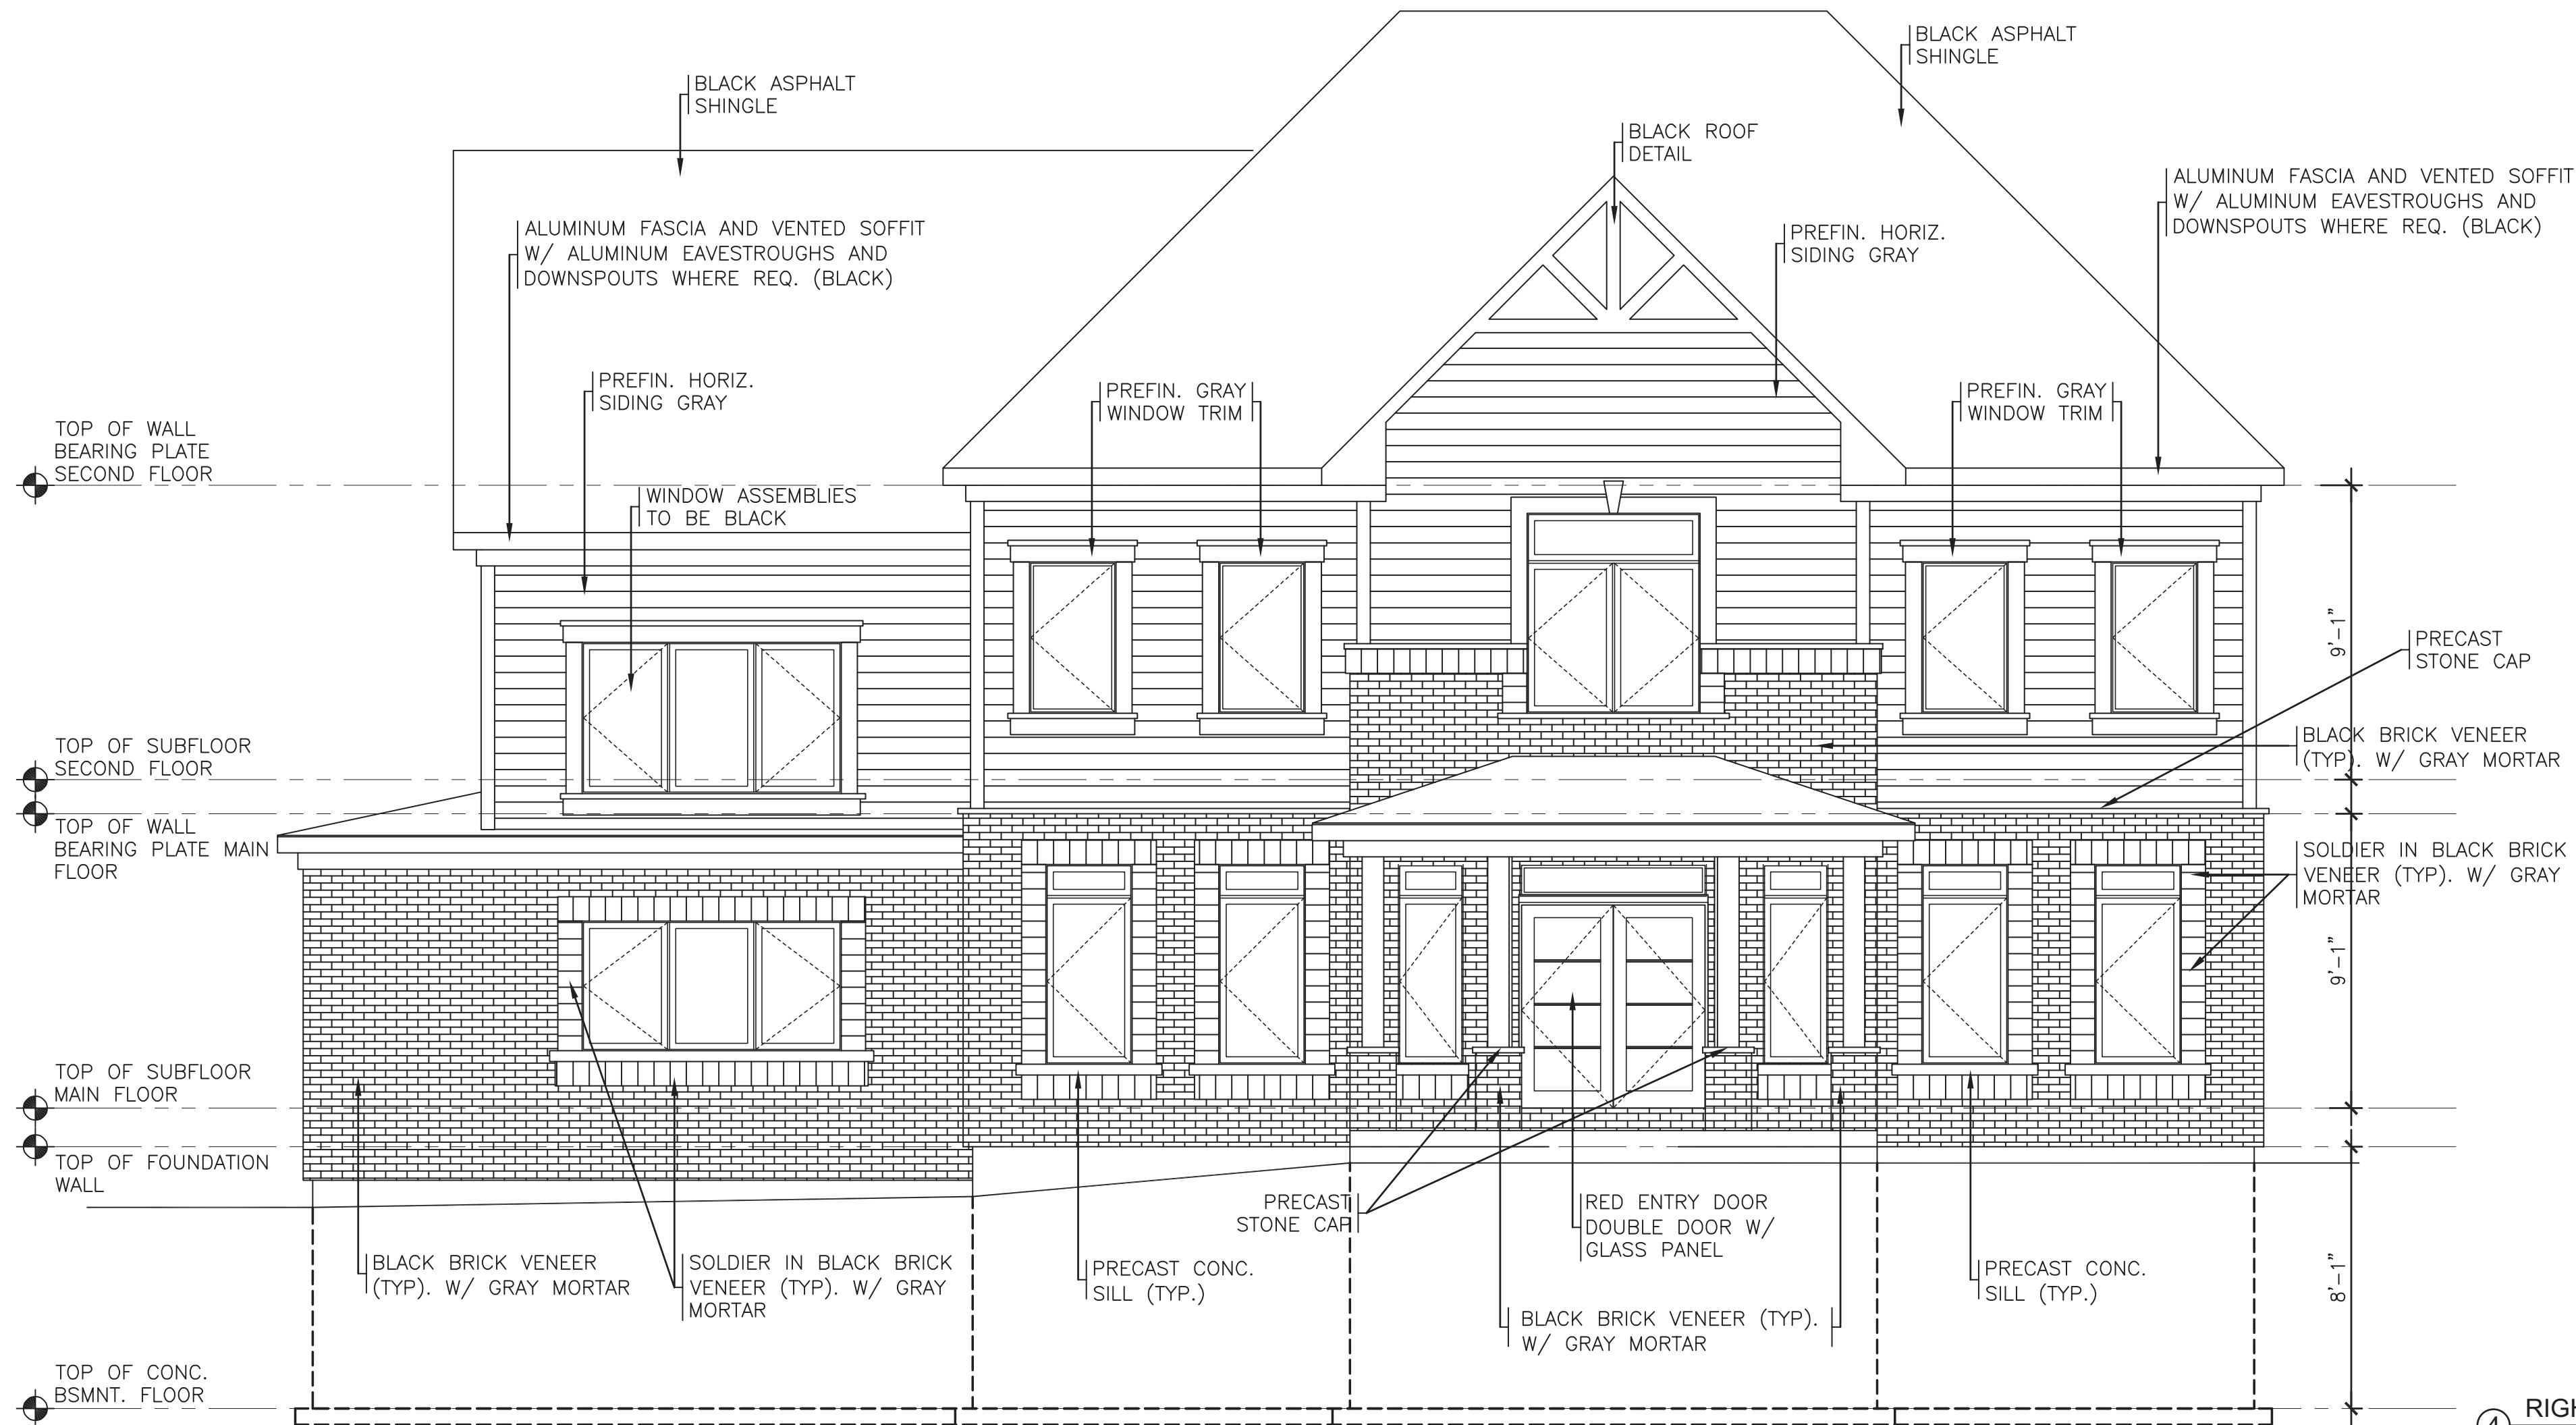 BLACK ASPHALT
SHINGLE
BLACK ASPHALT
SHINGLE
BLACK ROOF
DETAIL
ALUMINUM FASCIA AND VENTED SOFFIT
W/ ALUMINUM EAVESTROUGHS AND
DOWNSPOUTS WHERE REQ. (BLACK)
ALUMINUM FASCIA AND VENTED SOFFIT
W/ ALUMINUM EAVESTROUGHS AND
DOWNSPOUTS WHERE REQ. (BLACK)
PREFIN. HORIZ.
SIDING GRAY
PREFIN. HORIZ.
SIDING GRAY
PREFIN. GRAY
WINDOW TRIM
PREFIN. GRAY
WINDOW TRIM
TOP OF WALL
BEARING PLATE
SECOND FLOOR
WINDOW ASSEMBLIES
TO BE BLACK
9'-1"
PRECAST
STONE CAP
BLACK BRICK VENEER
(TYP). W/ GRAY MORTAR
TOP OF SUBFLOOR
SECOND FLOOR
TOP OF WALL
BEARING PLATE MAIN
FLOOR
SOLDIER IN BLACK BRICK
VENEER (TYP). W/ GRAY
MORTAR
9'-1"
TOP OF SUBFLOOR
MAIN FLOOR
TOP OF FOUNDATION
WALL
PRECAST
STONE CAP
RED ENTRY DOOR
DOUBLE DOOR W/
GLASS PANEL
BLACK BRICK VENEER
(TYP). W/ GRAY MORTAR
SOLDIER IN BLACK BRICK
VENEER (TYP). W/ GRAY
MORTAR
PRECAST CONC.
SILL (TYP.)
PRECAST CONC.
SILL (TYP.)
8'-1"
BLACK BRICK VENEER (TYP).
W/ GRAY MORTAR
TOP OF CONC.
BSMNT. FLOOR